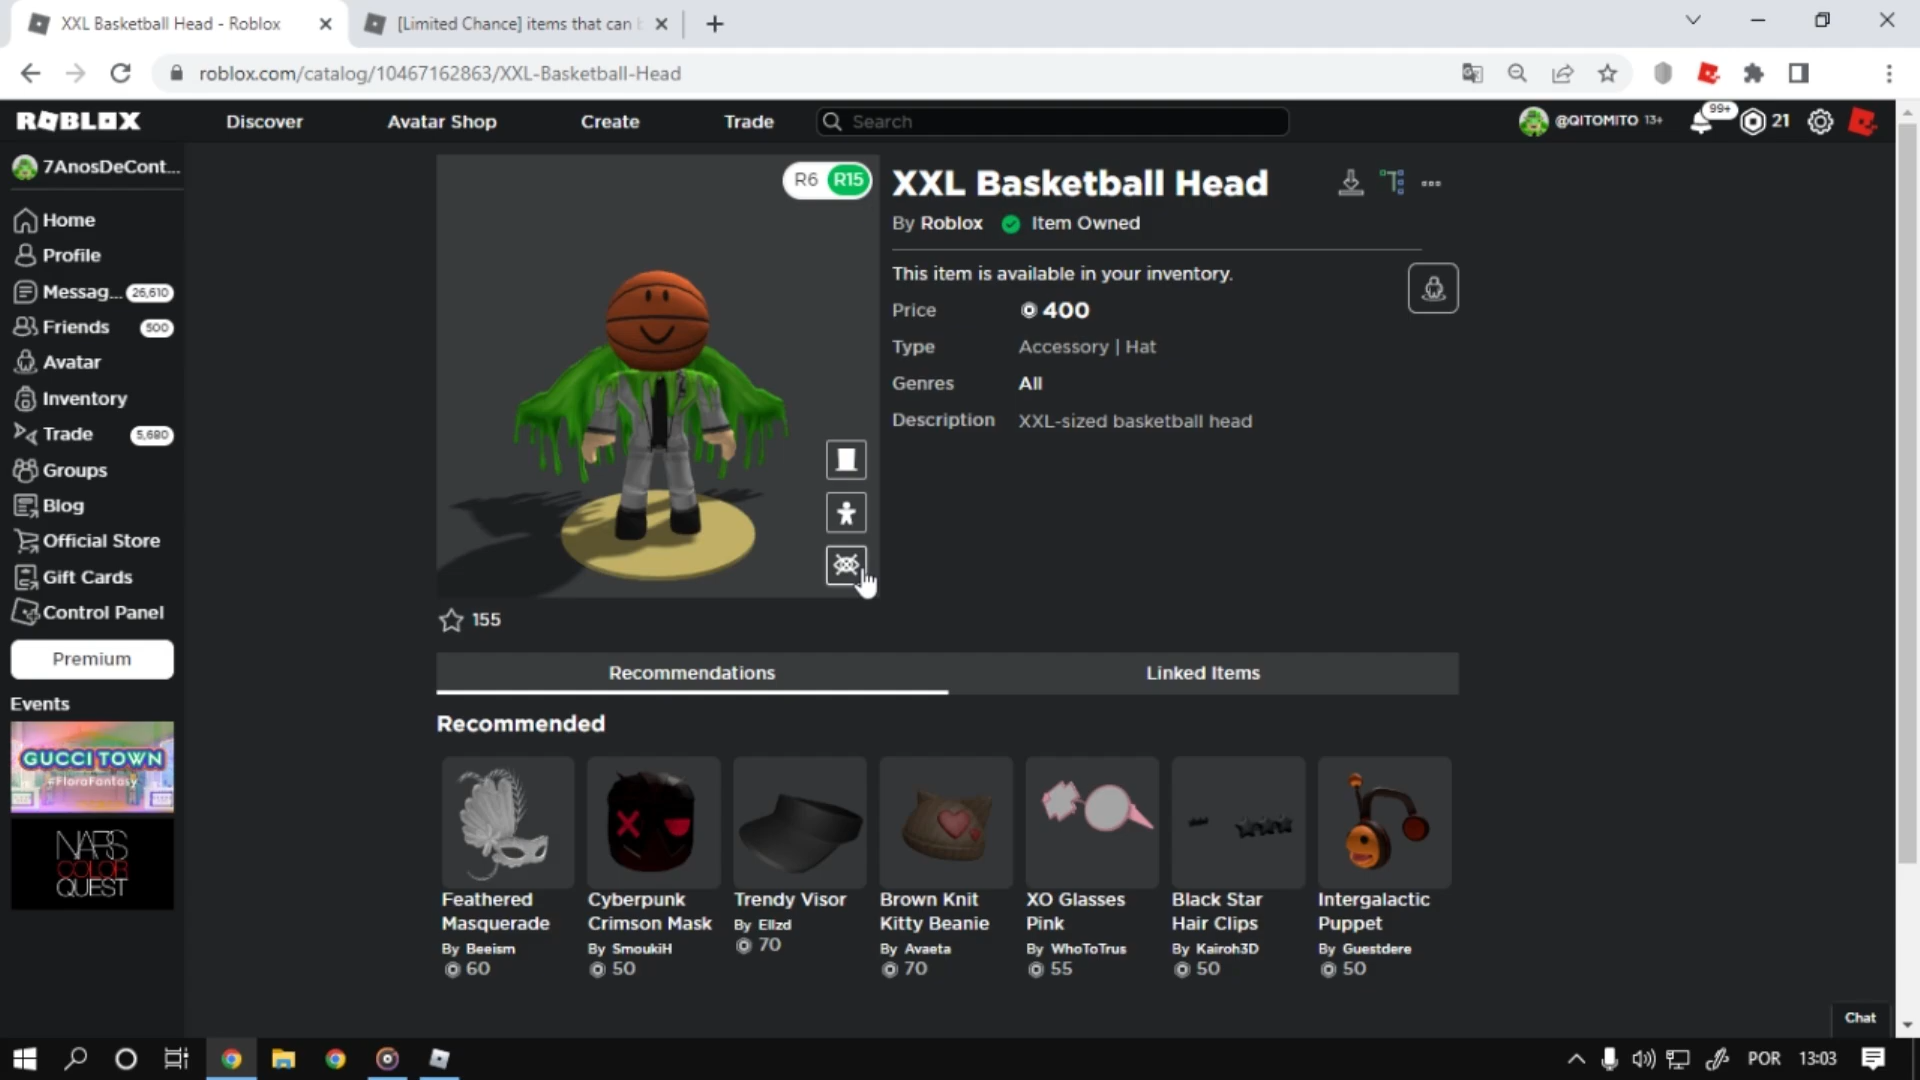 XXL Basketball Head - Roblox
[Limited Chance] items that can
roblox.com/catalog/10467162863/XXL-Basketball-Head
ROBLOX
Discover
Avatar Shop
Create
Trade
Search
@QITOMITO 13+
99+
21
7AnosDeCont...
Home
Profile
Messag... 26,610
Friends 500
Avatar
Inventory
Trade 5,680
Groups
Blog
Official Store
Gift Cards
Control Panel
Premium
Events
GUCCI TOWN
#FloraFantasy
NARS
COLOR
QUEST
R6 R15
XXL Basketball Head
By Roblox Item Owned
This item is available in your inventory.
Price 400
Type Accessory | Hat
Genres All
Description XXL-sized basketball head
155
Recommendations
Linked Items
Recommended
Feathered
Masquerade
By Beeism
60
Cyberpunk
Crimson Mask
By SmoukiH
50
Trendy Visor
By Ellzd
70
Brown Knit
Kitty Beanie
By Avaeta
70
XO Glasses
Pink
By WhoToTrus
55
Black Star
Hair Clips
By Kairoh3D
50
Intergalactic
Puppet
By Guestdere
50
Chat
POR 13:03